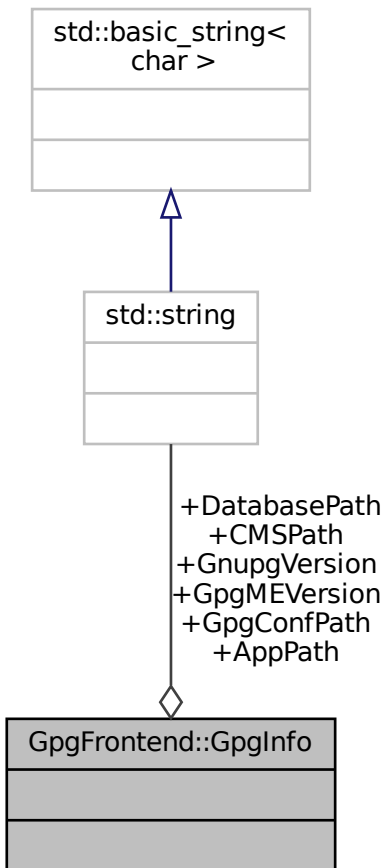 std::basic_string<
char >
std::string
+DatabasePath
+CMSPath
+GnupgVersion
+GpgMEVersion
+GpgConfPath
+AppPath
GpgFrontend::GpgInfo